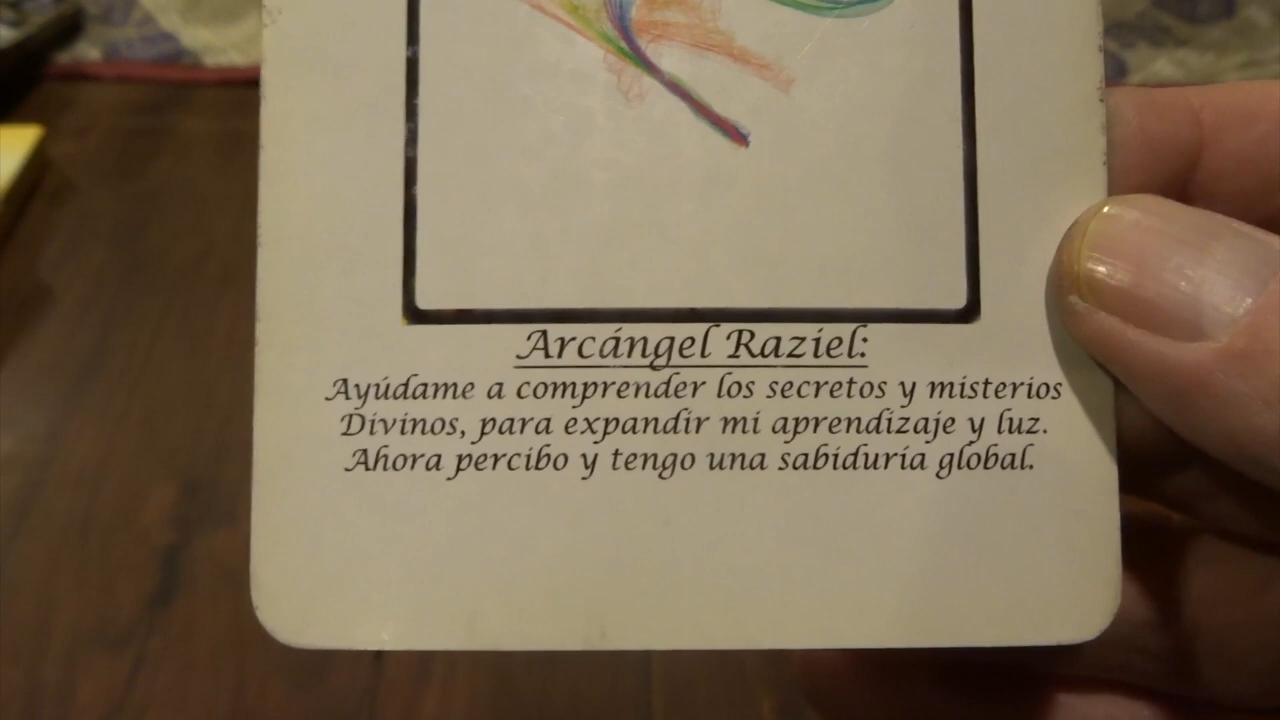 Arcángel Raziel:
Ayúdame a comprender los secretos y misterios
Divinos, para expandir mi aprendizaje y luz.
Ahora percibo y tengo una sabiduría global.